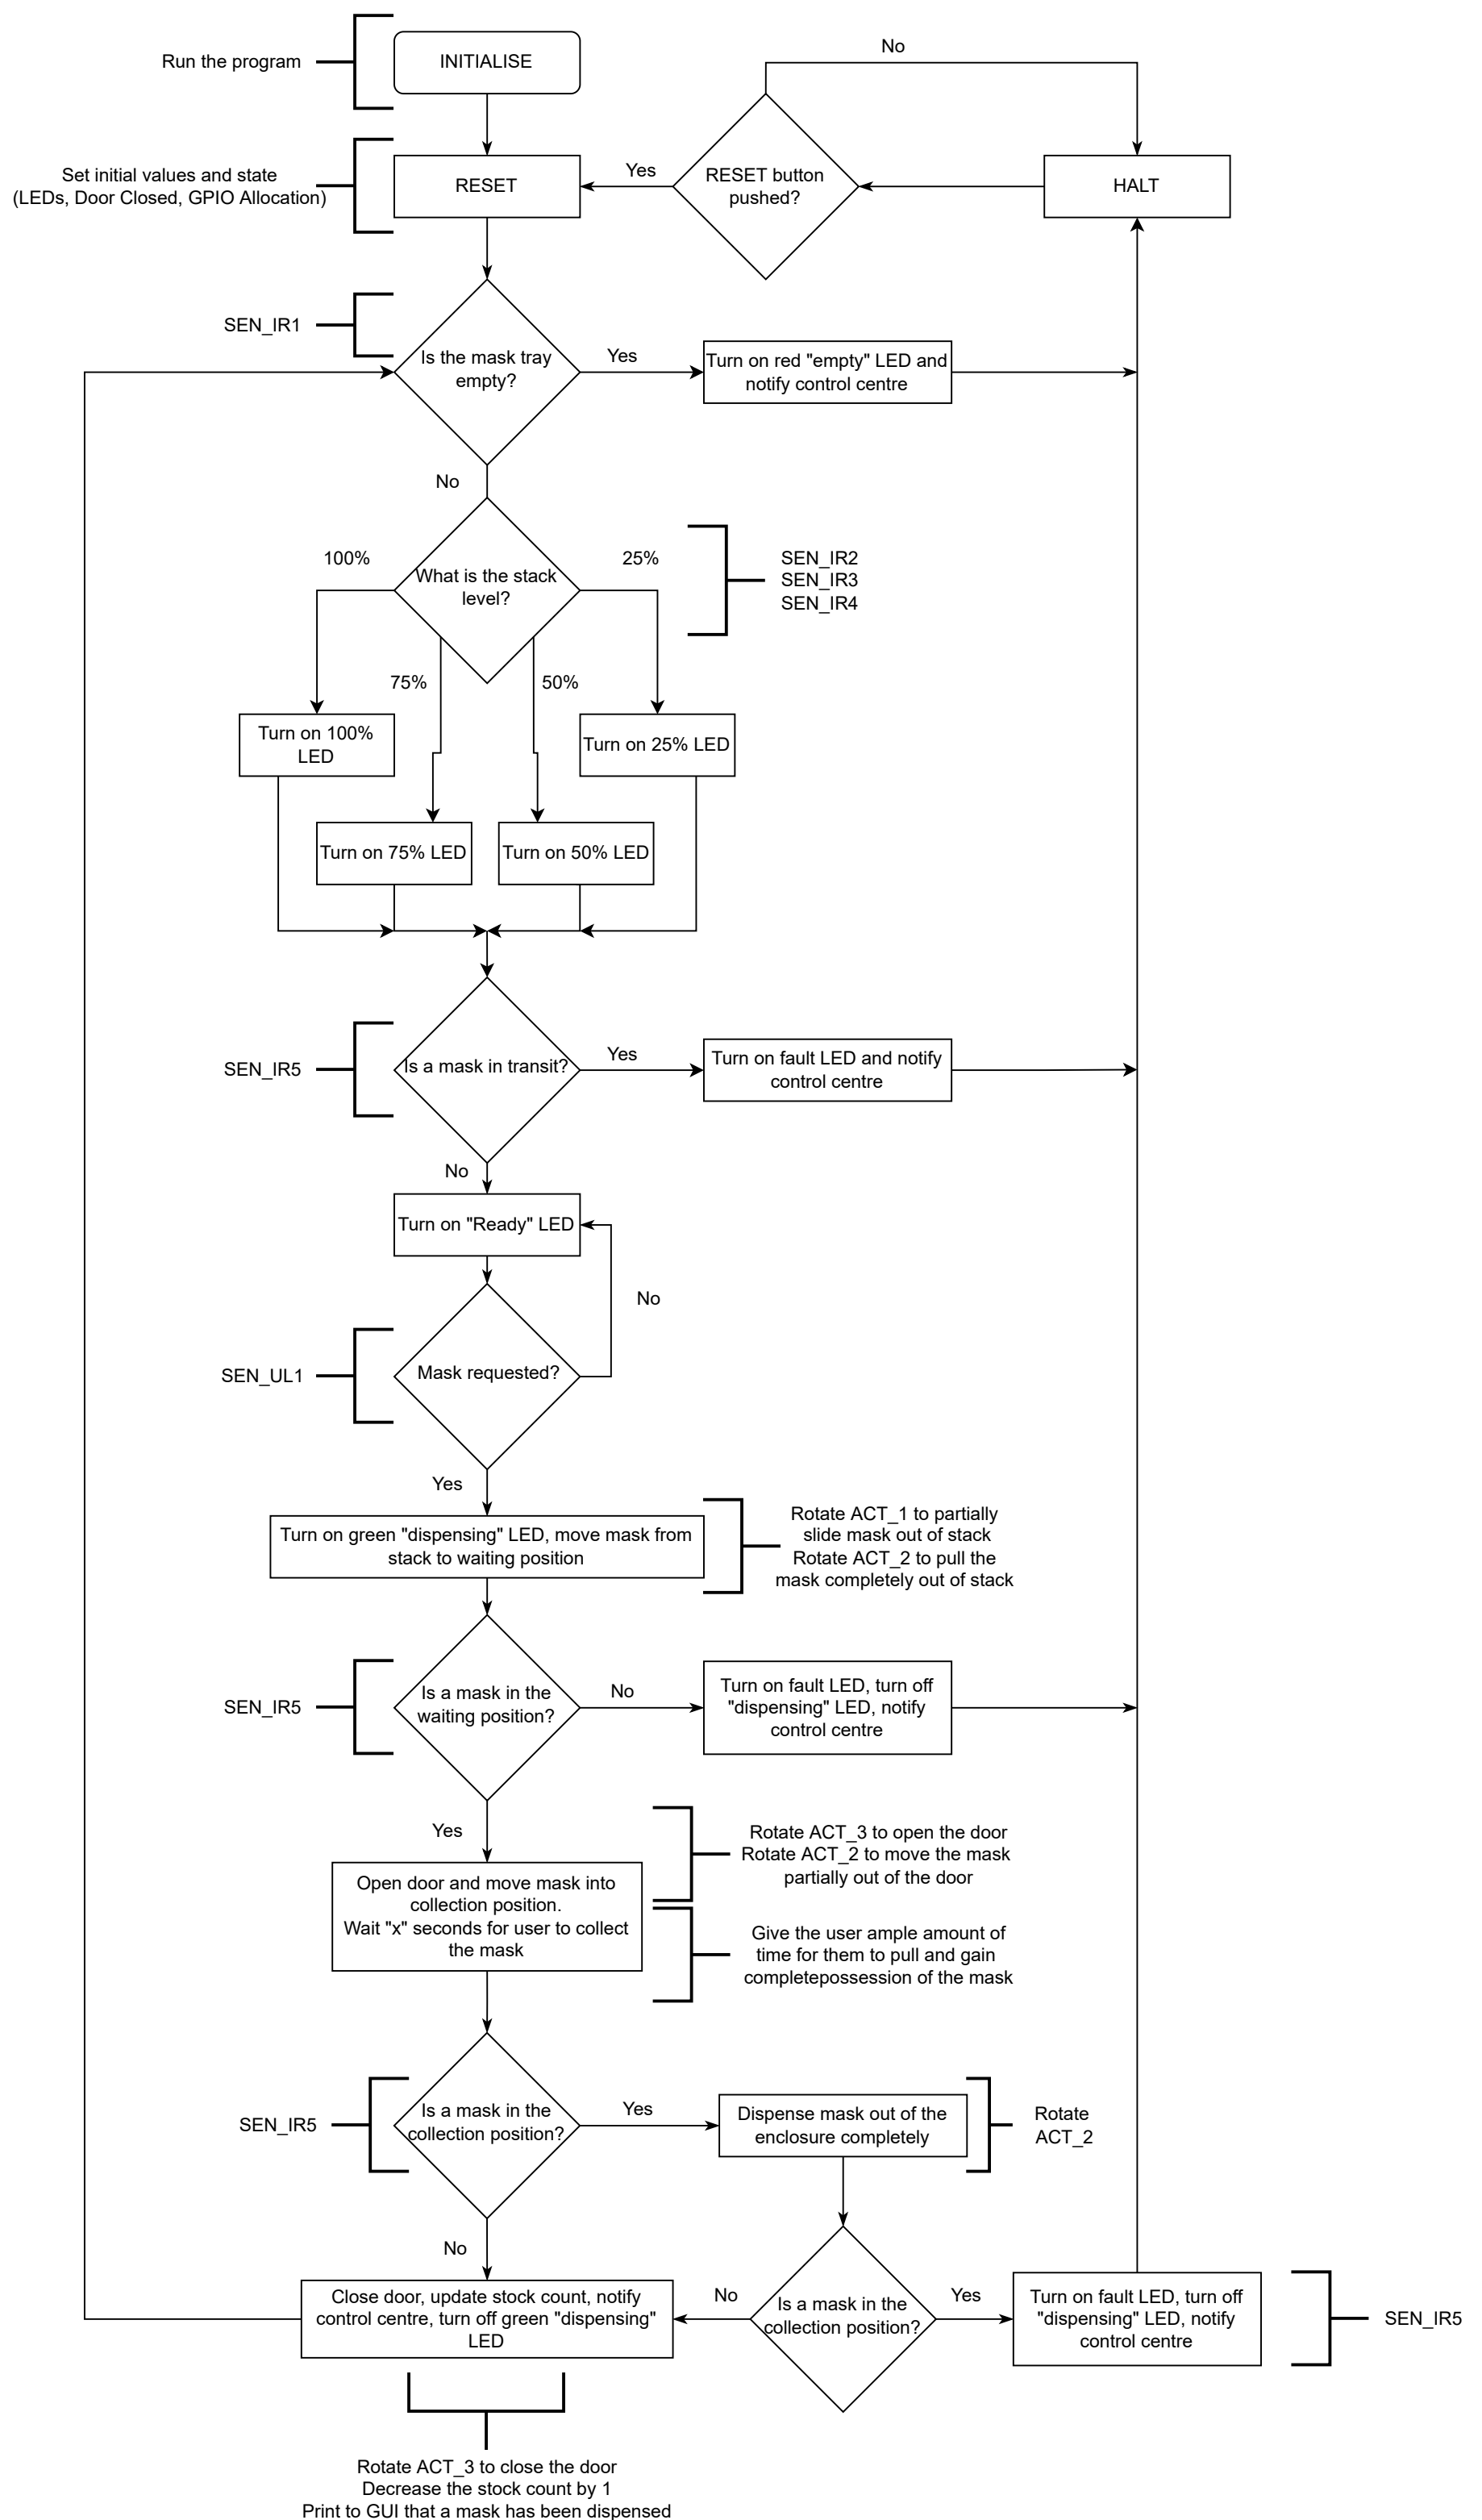 Run the program
INITIALISE
No
Set initial values and state
(LEDs, Door Closed, GPIO Allocation)
RESET
Yes
RESET button
pushed?
HALT
SEN_IR1
Is the mask tray
empty?
Yes
Turn on red "empty" LED and
notify control centre
No
100%
What is the stack
level?
25%
SEN_IR2
SEN_IR3
SEN_IR4
75%
50%
Turn on 100%
LED
Turn on 25% LED
Turn on 75% LED
Turn on 50% LED
SEN_IR5
Is a mask in transit?
Yes
Turn on fault LED and notify
control centre
No
Turn on "Ready" LED
No
SEN_UL1
Mask requested?
Yes
Turn on green "dispensing" LED, move mask from
stack to waiting position
Rotate ACT_1 to partially
slide mask out of stack
Rotate ACT_2 to pull the
mask completely out of stack
SEN_IR5
Is a mask in the
waiting position?
No
Turn on fault LED, turn off
"dispensing" LED, notify
control centre
Yes
Open door and move mask into
collection position.
Wait "x" seconds for user to collect
the mask
Rotate ACT_3 to open the door
Rotate ACT_2 to move the mask
partially out of the door
Give the user ample amount of
time for them to pull and gain
completepossession of the mask
SEN_IR5
Is a mask in the
collection position?
Yes
Dispense mask out of the
enclosure completely
Rotate
ACT_2
No
Close door, update stock count, notify
control centre, turn off green "dispensing"
LED
No
Is a mask in the
collection position?
Yes
Turn on fault LED, turn off
"dispensing" LED, notify
control centre
SEN_IR5
Rotate ACT_3 to close the door
Decrease the stock count by 1
Print to GUI that a mask has been dispensed